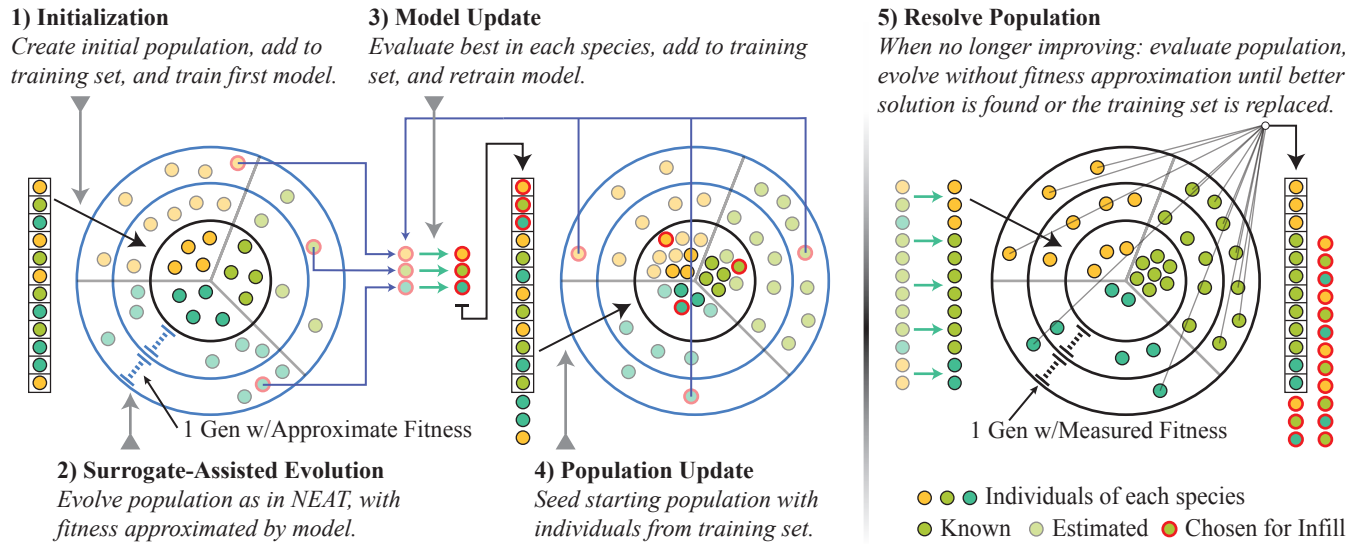 1) Initialization
Create initial population, add to
training set, and train first model.
3) Model Update
Evaluate best in each species, add to training
set, and retrain model.
5) Resolve Population
When no longer improving: evaluate population,
evolve without fitness approximation until better
solution is found or the training set is replaced.
1 Gen w/Approximate Fitness
2) Surrogate-Assisted Evolution
Evolve population as in NEAT, with
fitness approximated by model.
4) Population Update
Seed starting population with
individuals from training set.
1 Gen w/Measured Fitness
Individuals of each species
Known Estimated Chosen for Infill